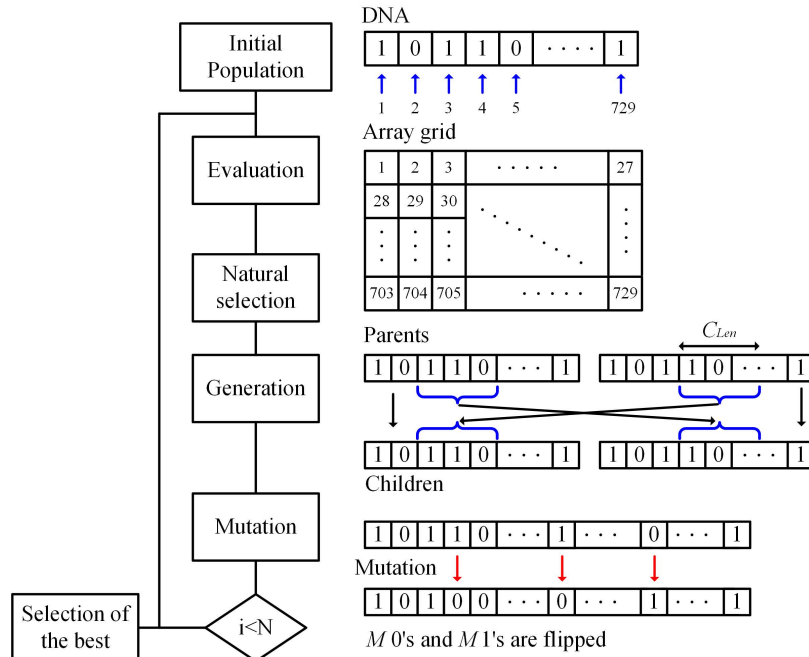 Initial
Population
Evaluation
Natural
selection
Generation
Mutation
i<N
Selection of
the best
DNA
1 0 1 1 0 ···· 1
1 2 3 4 5 729
Array grid
1 2 3 ····· 27
28 29 30
703 704 705 ····· 729
Parents
C Len
1 0 1 1 0 ··· 1
1 0 1 1 0 ··· 1
1 0 1 1 0 ··· 1
1 0 1 1 0 ··· 1
Children
1 0 1 1 0 ··· 1 ··· 0 ··· 1
Mutation
1 0 1 0 0 ··· 0 ··· 1 ··· 1
M 0's and M 1's are flipped